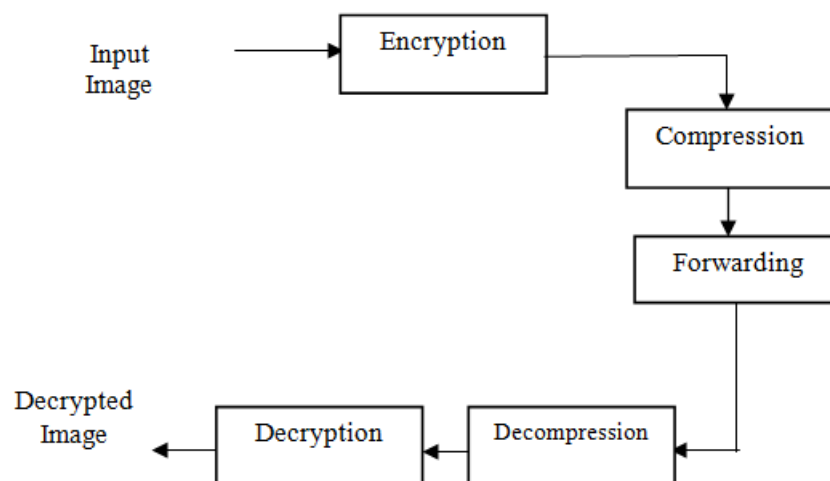 Input
Image
Encryption
Compression
Forwarding
Decompression
Decryption
Decrypted
Image